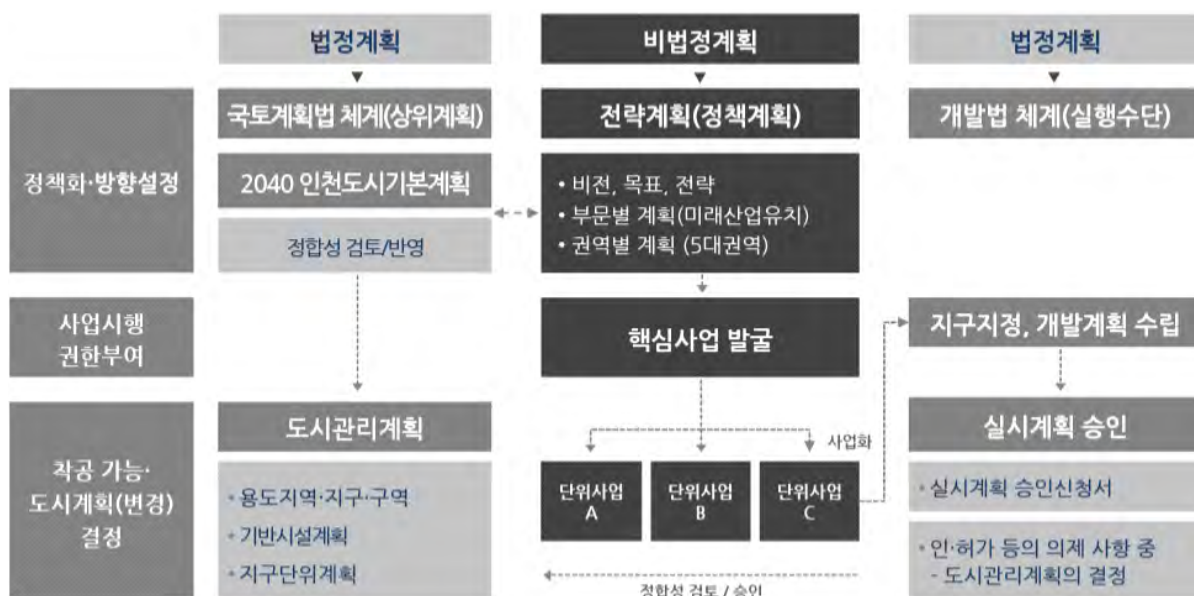 법정계획
비법정계획
법정계획
정책화·방향설정
국토계획법 체계(상위계획)
전략계획(정책계획)
개발법 체계(실행수단)
2040 인천도시기본계획
정합성 검토/반영
• 비전, 목표, 전략
• 부문별 계획(미래산업유치)
• 권역별 계획 (5대권역)
사업시행
권한부여
핵심사업 발굴
지구지정, 개발계획 수립
착공 가능·
도시계획(변경)
결정
도시관리계획
• 용도지역·지구·구역
• 기반시설계획
• 지구단위계획
사업화
단위사업
A
단위사업
B
단위사업
C
정합성 검토 / 승인
실시계획 승인
• 실시계획 승인신청서
• 인·허가 등의 의제 사항 중
- 도시관리계획의 결정